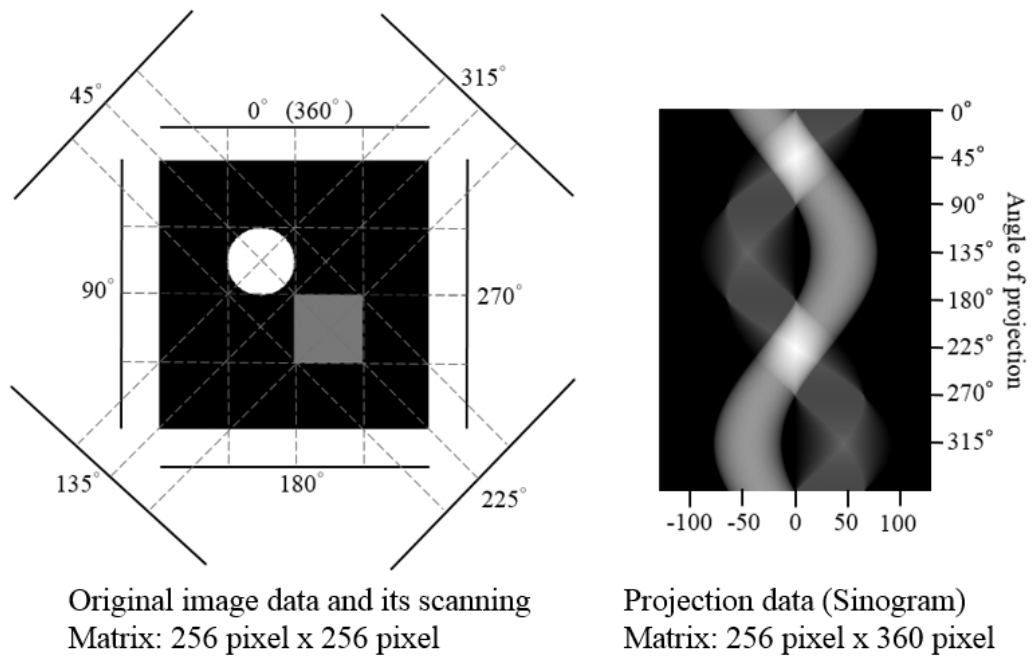 45°
0° (360°)
315°
90°
270°
135°
180°
225°
0°
45°
90°
135°
180°
225°
270°
315°
Angle of projection
-100 -50 0 50 100
Original image data and its scanning
Matrix: 256 pixel x 256 pixel
Projection data (Sinogram)
Matrix: 256 pixel x 360 pixel